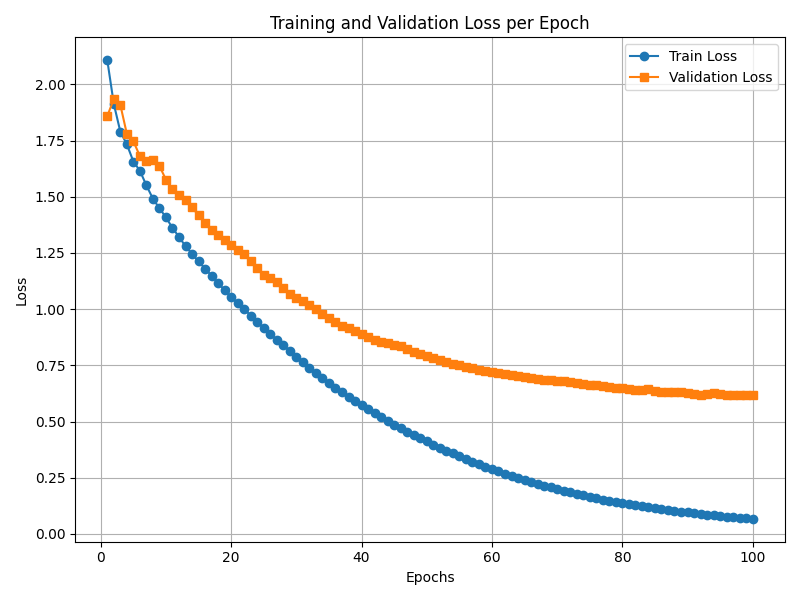 Training and Validation Loss per Epoch
Train Loss
Validation Loss
2.00
1.75
1.50
1.25
1.00
0.75
0.50
0.25
0.00
Loss
0 20 40 60 80 100
Epochs